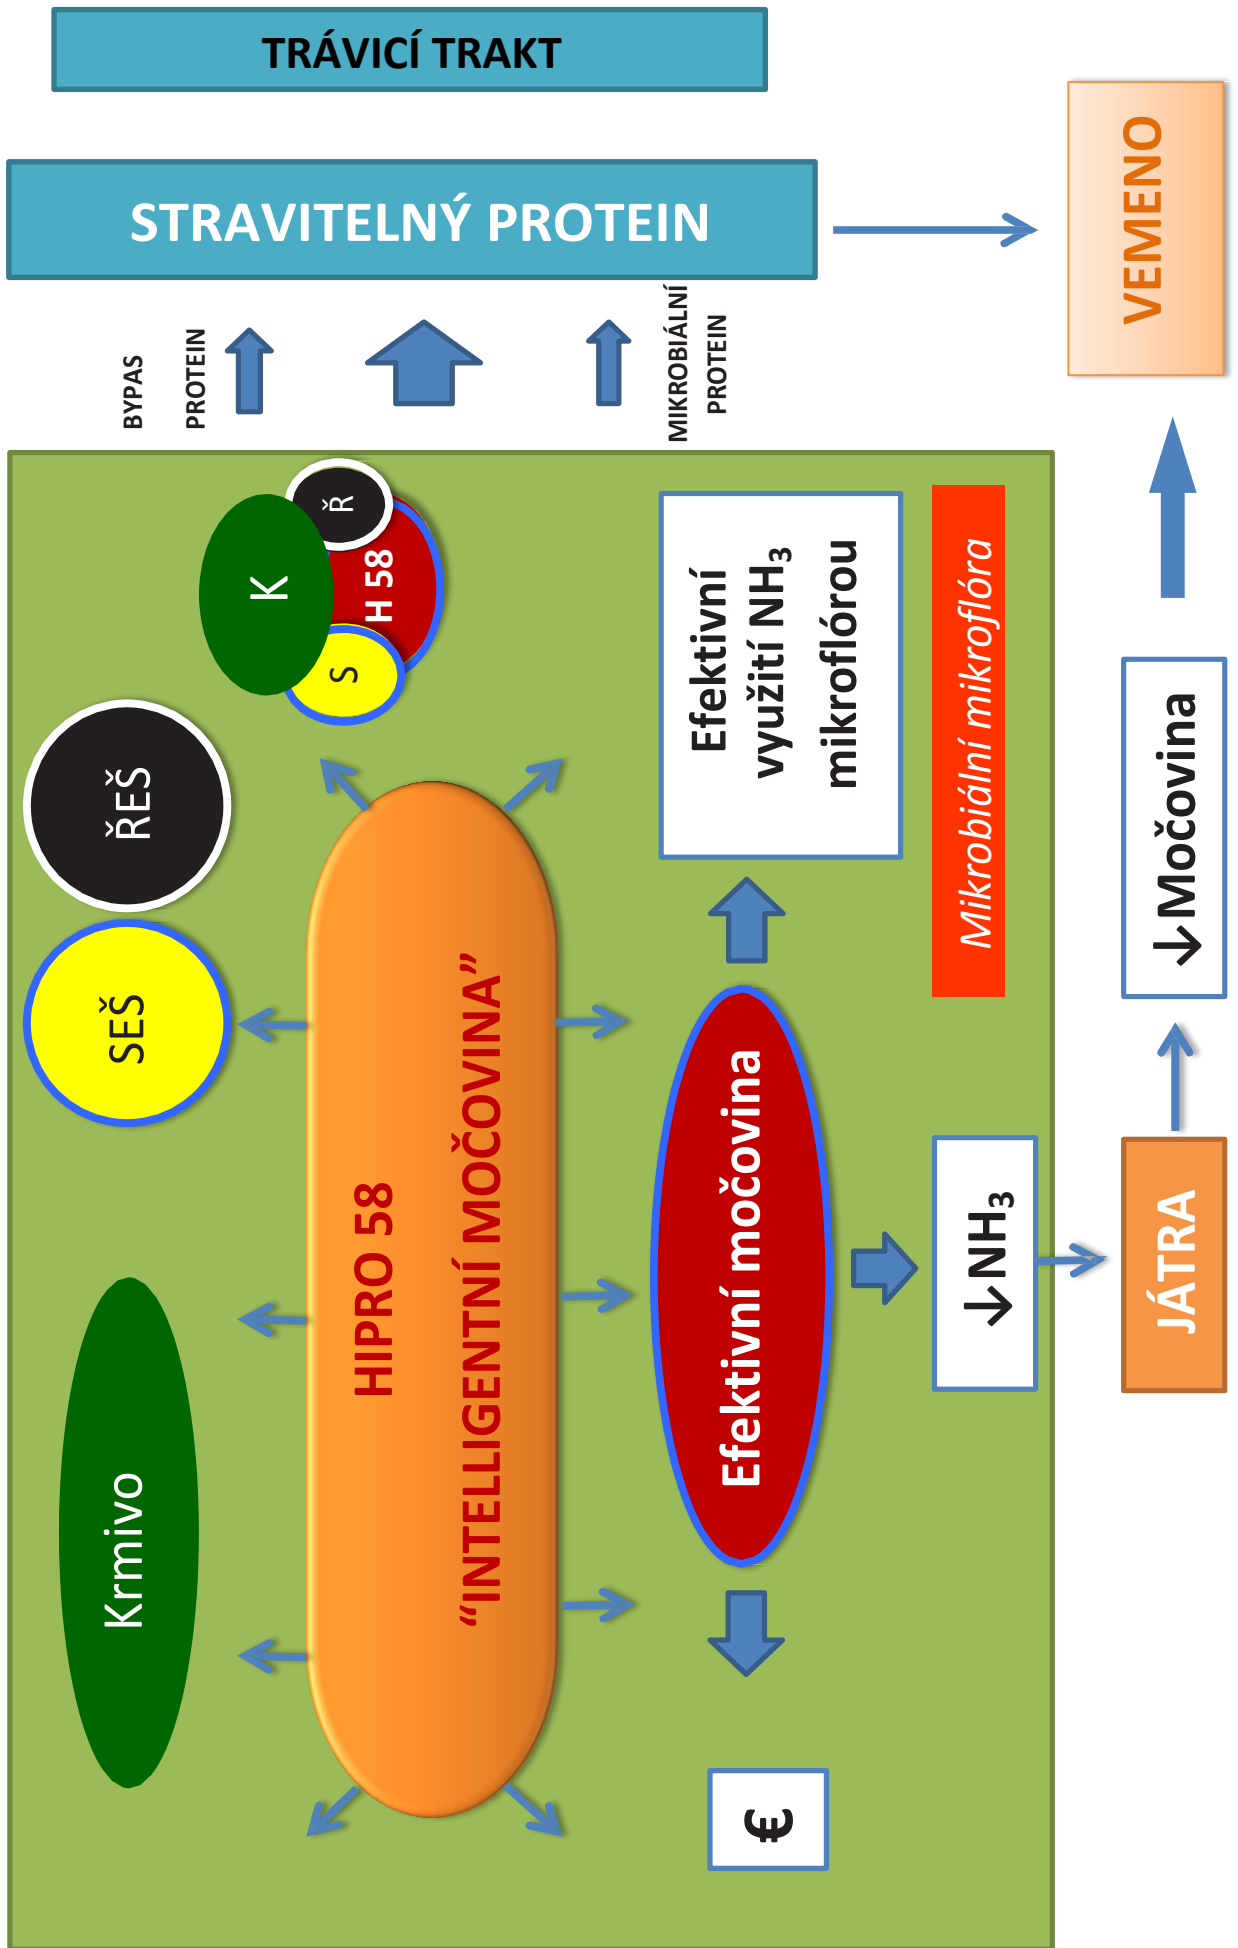 TRÁVICÍ TRAKT
STRAVITELNÝ PROTEIN
BYPAS
PROTEIN
MIKROBIÁLNÍ
PROTEIN
VEMENO
Krmivo
SEŠ
ŘEŠ
K
S
Ř
H 58
HIPRO 58
“INTELLIGENTNÍ MOČOVINA”
Efektivní močovina
Efektivní
využití NH₃
mikroflórou
Mikrobiální mikroflóra
€
↓NH₃
JÁTRA
↓Močovina